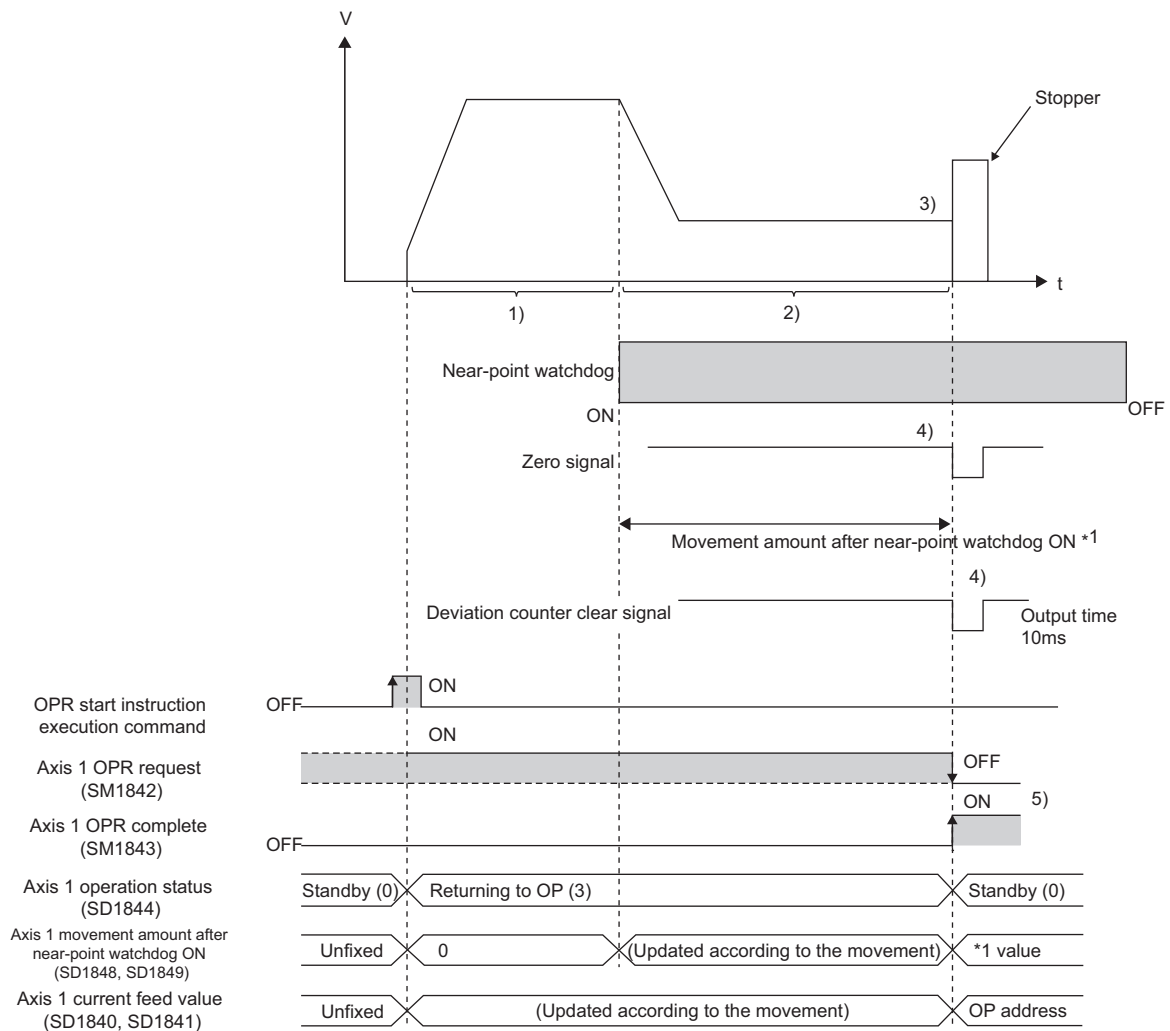 V
Stopper
3)
t
1)
2)
Near-point watchdog
ON
OFF
4)
Zero signal
Movement amount after near-point watchdog ON *1
4)
Deviation counter clear signal
Output time
10ms
OPR start instruction
execution command
OFF
ON
ON
Axis 1 OPR request
(SM1842)
OFF
ON
5)
Axis 1 OPR complete
(SM1843)
OFF
Axis 1 operation status
(SD1844)
Standby (0)
Returning to OP (3)
Standby (0)
Axis 1 movement amount after
near-point watchdog ON
(SD1848, SD1849)
Unfixed
0
(Updated according to the movement)
*1 value
Axis 1 current feed value
(SD1840, SD1841)
Unfixed
(Updated according to the movement)
OP address